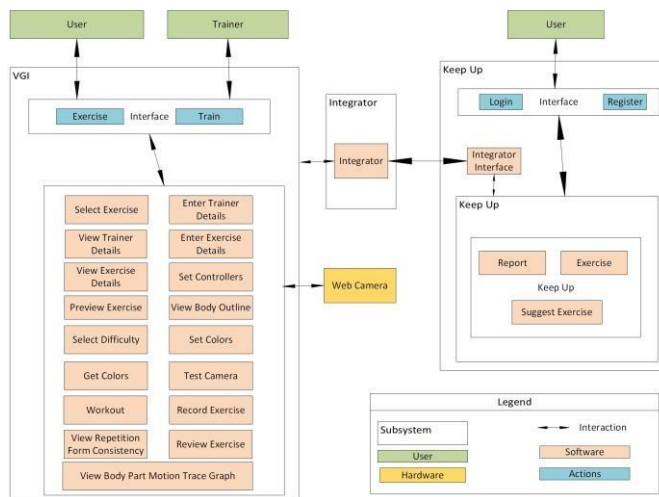 User
Trainer
User
VGI
Exercise
Interface
Train
Select Exercise
Enter Trainer
Details
View Trainer
Details
Enter Exercise
Details
View Exercise
Details
Set Controllers
Preview Exercise
View Body Outline
Select Difficulty
Set Colors
Get Colors
Test Camera
Workout
Record Exercise
View Repetition
Form Consistency
Review Exercise
View Body Part Motion Trace Graph
Integrator
Integrator
Web Camera
Keep Up
Login
Interface
Register
Integrator
Interface
Keep Up
Report
Exercise
Keep Up
Suggest Exercise
Legend
Subsystem
Interaction
User
Software
Hardware
Actions